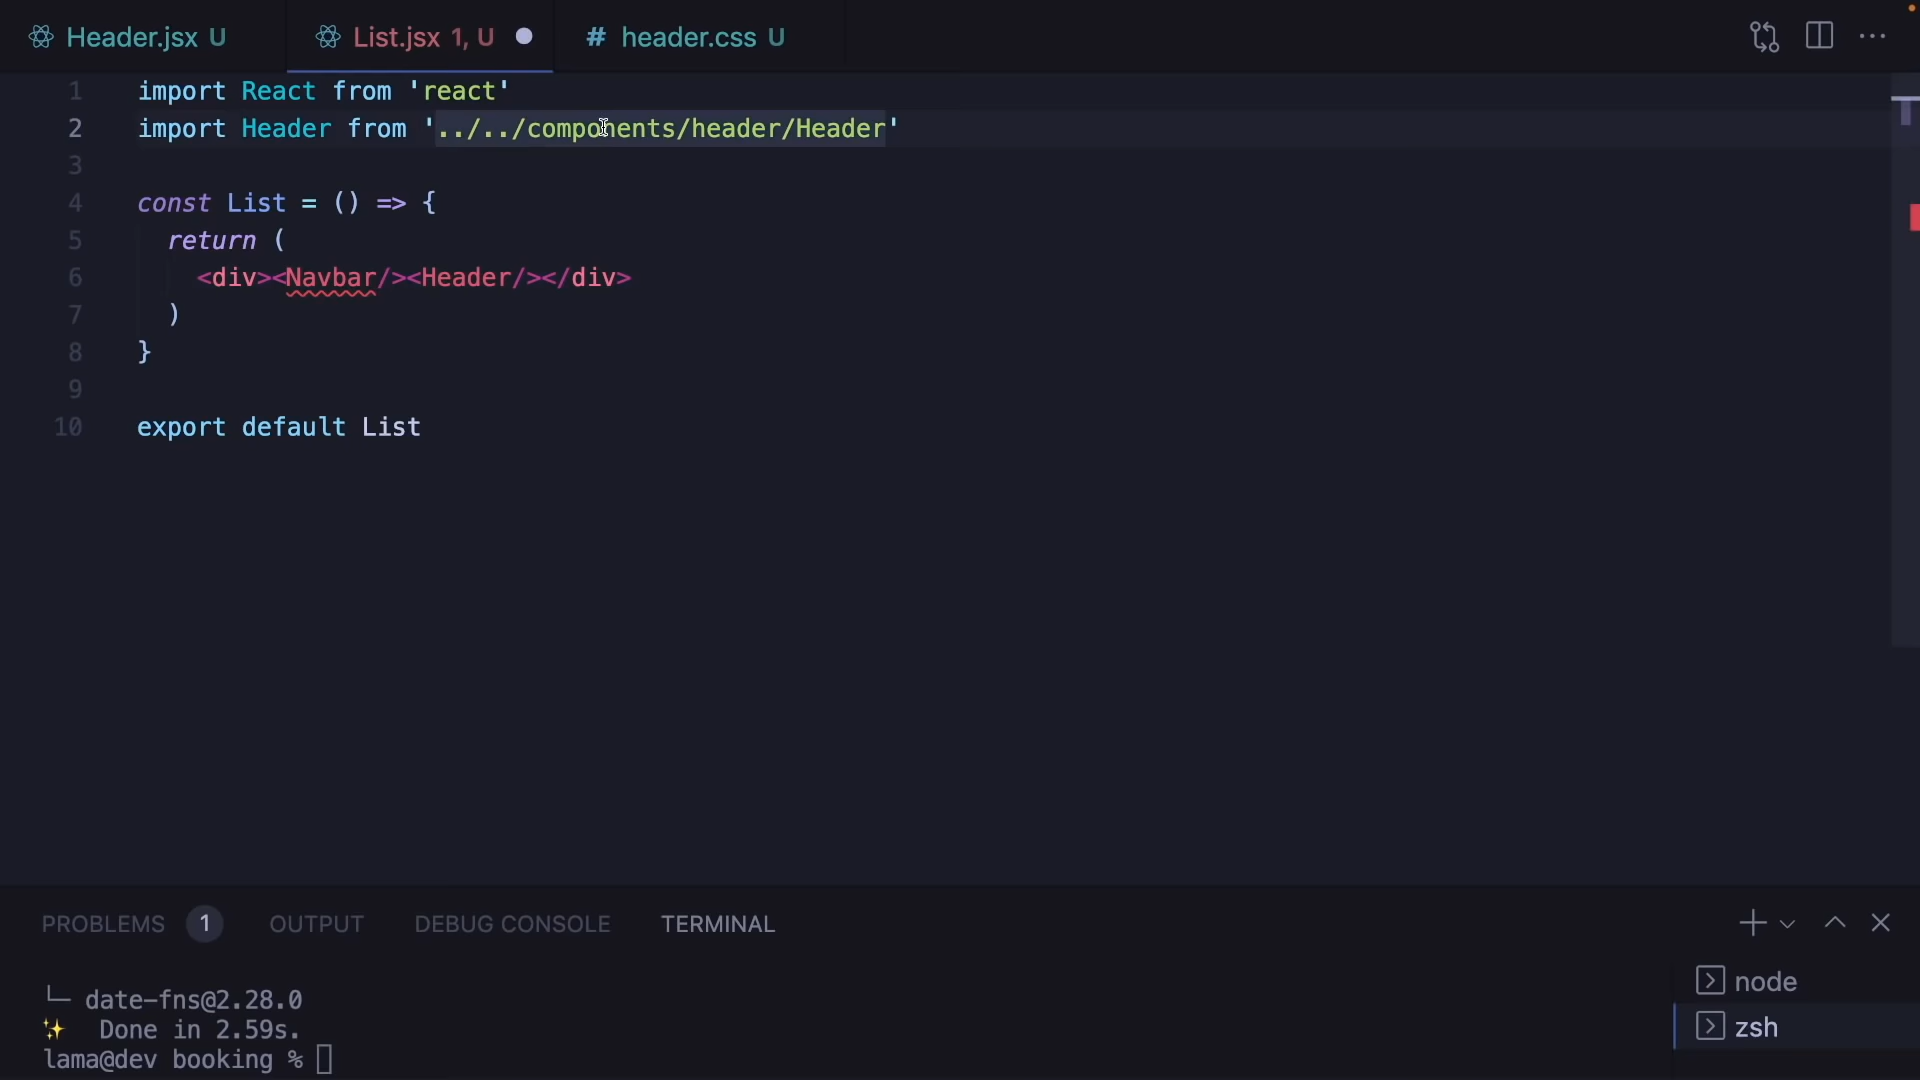 Header.jsx U List.jsx 1, U # header.css U
1 import React from 'react'
2 import Header from '../../components/header/Header'
3
4 const List = () => {
5 return (
6 <div><Navbar/><Header/></div>
7 )
8 }
9
10 export default List
PROBLEMS 1 OUTPUT DEBUG CONSOLE TERMINAL
└─ date-fns@2.28.0
✨ Done in 2.59s.
lama@dev booking %
node
zsh